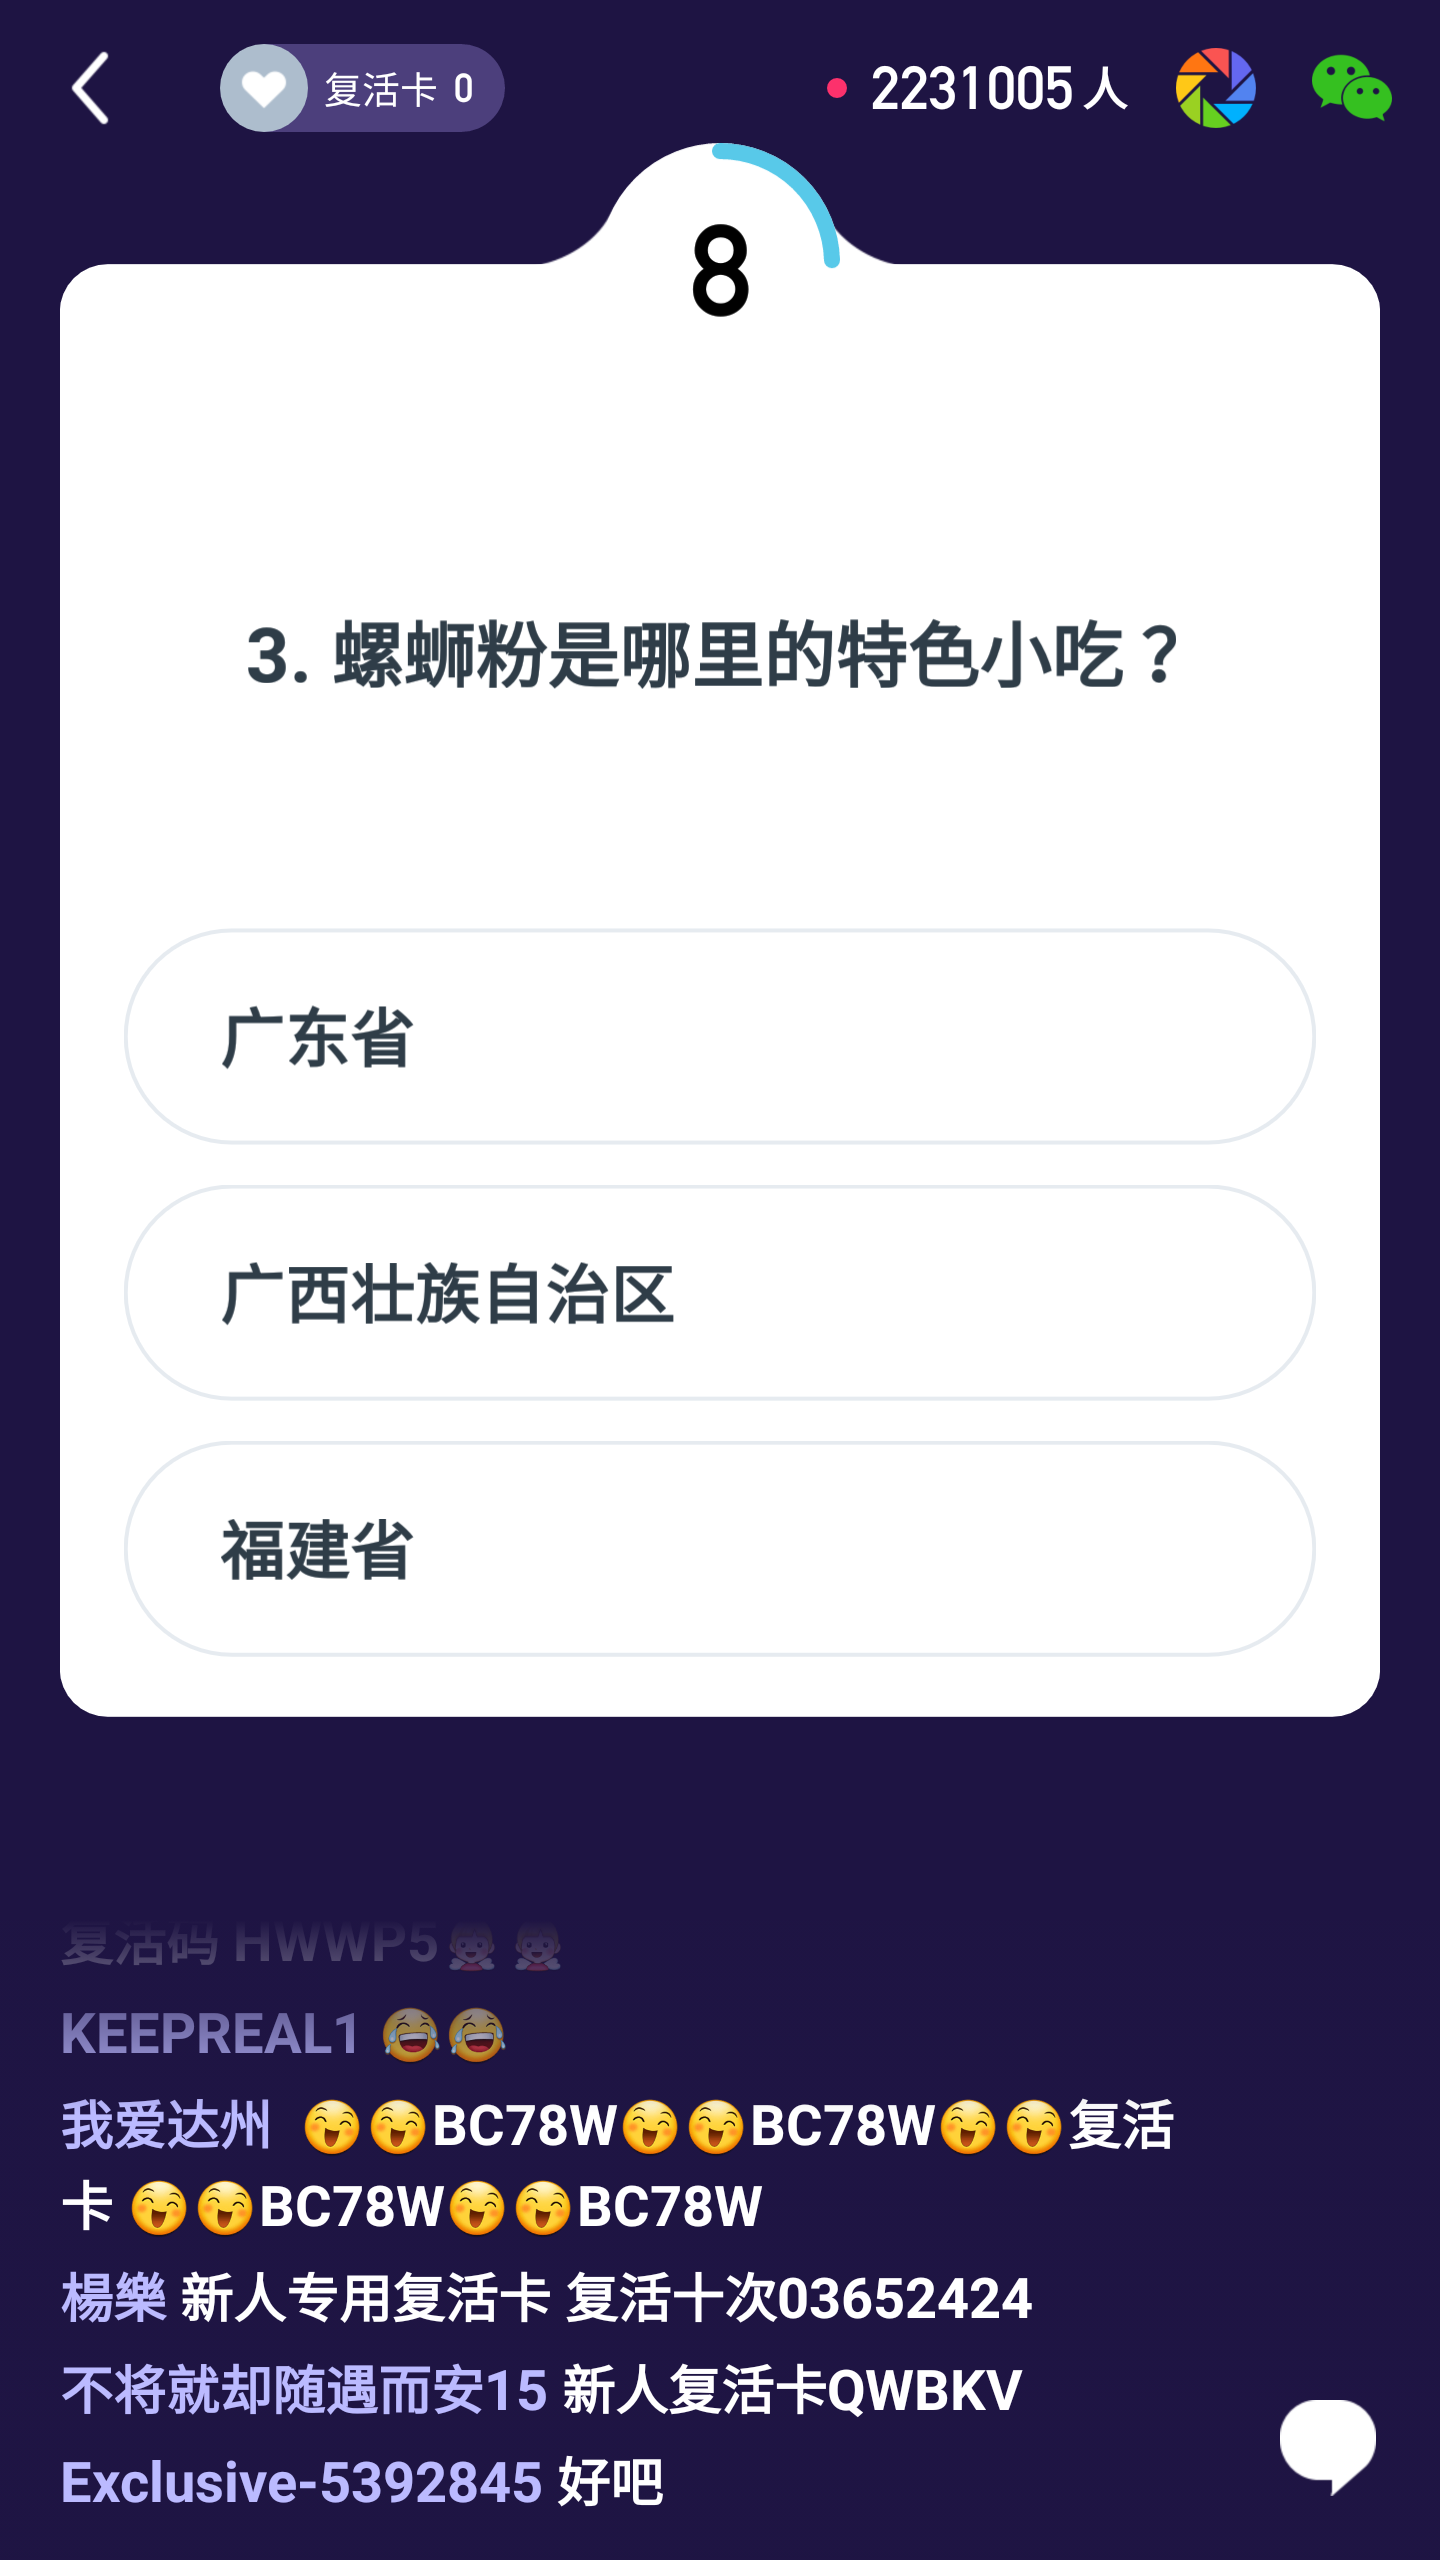 复活卡 0
2231005 人
8
3. 螺蛳粉是哪里的特色小吃？
广东省
广西壮族自治区
福建省
复活码 HWWP5
KEEPREAL1 😂😂
我爱达州 😄😄BC78W😄😄BC78W😄😄复活
卡 😄😄BC78W😄😄BC78W
楊樂 新人专用复活卡 复活十次03652424
不将就却随遇而安15 新人复活卡QWBKV
Exclusive-5392845 好吧